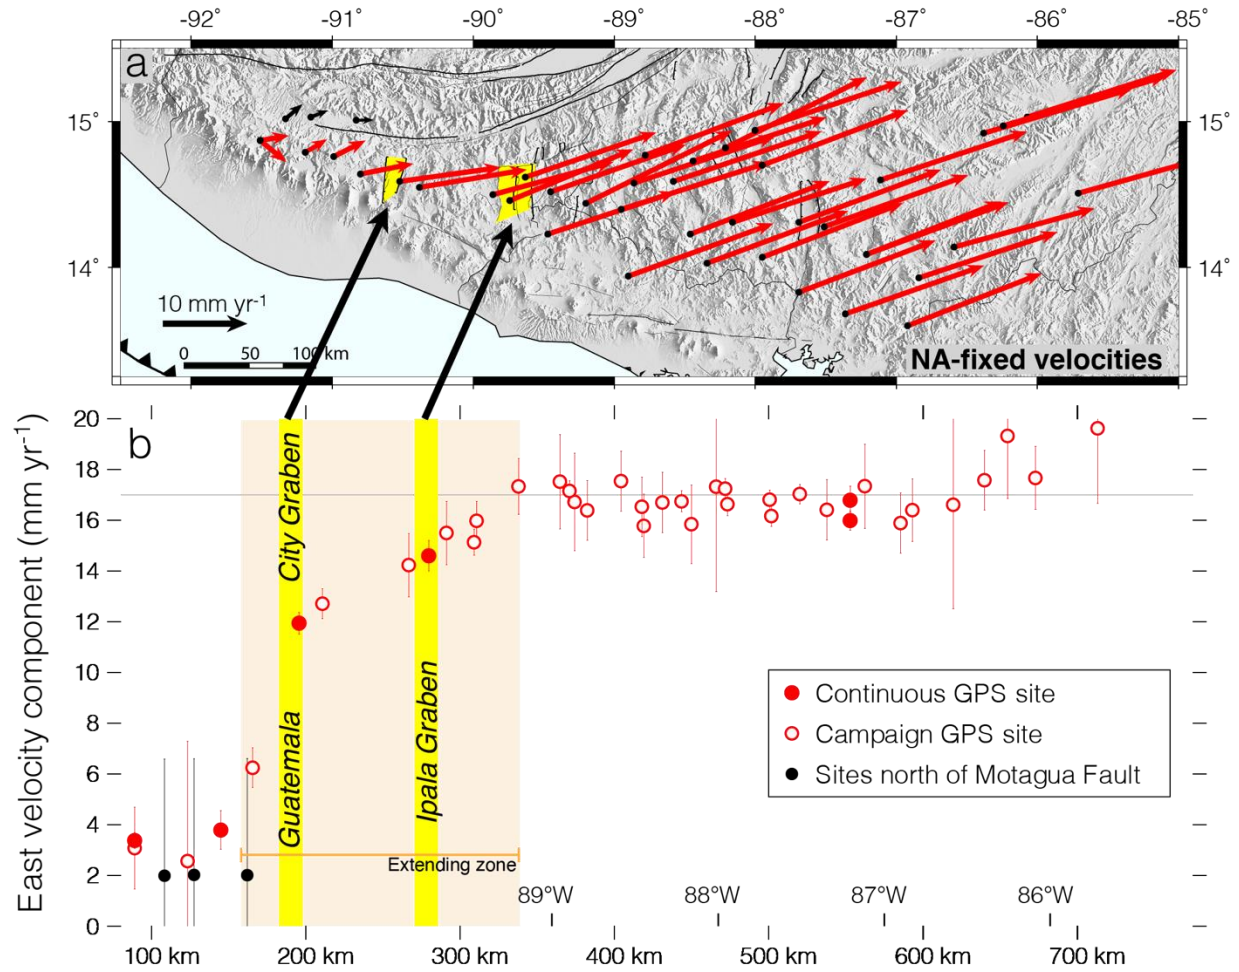 -92° -91° -90° -89° -88° -87° -86° -85°
a
15° 15°
14° 14°
10 mm yr-1
0 50 100 km
NA-fixed velocities
b
East velocity component (mm yr-1)
20
18
16
14
12
10
8
6
4
2
0
Guatemala City Graben
Ipala Graben
Continuous GPS site
Campaign GPS site
Sites north of Motagua Fault
Extending zone
89°W 88°W 87°W 86°W
100 km 200 km 300 km 400 km 500 km 600 km 700 km